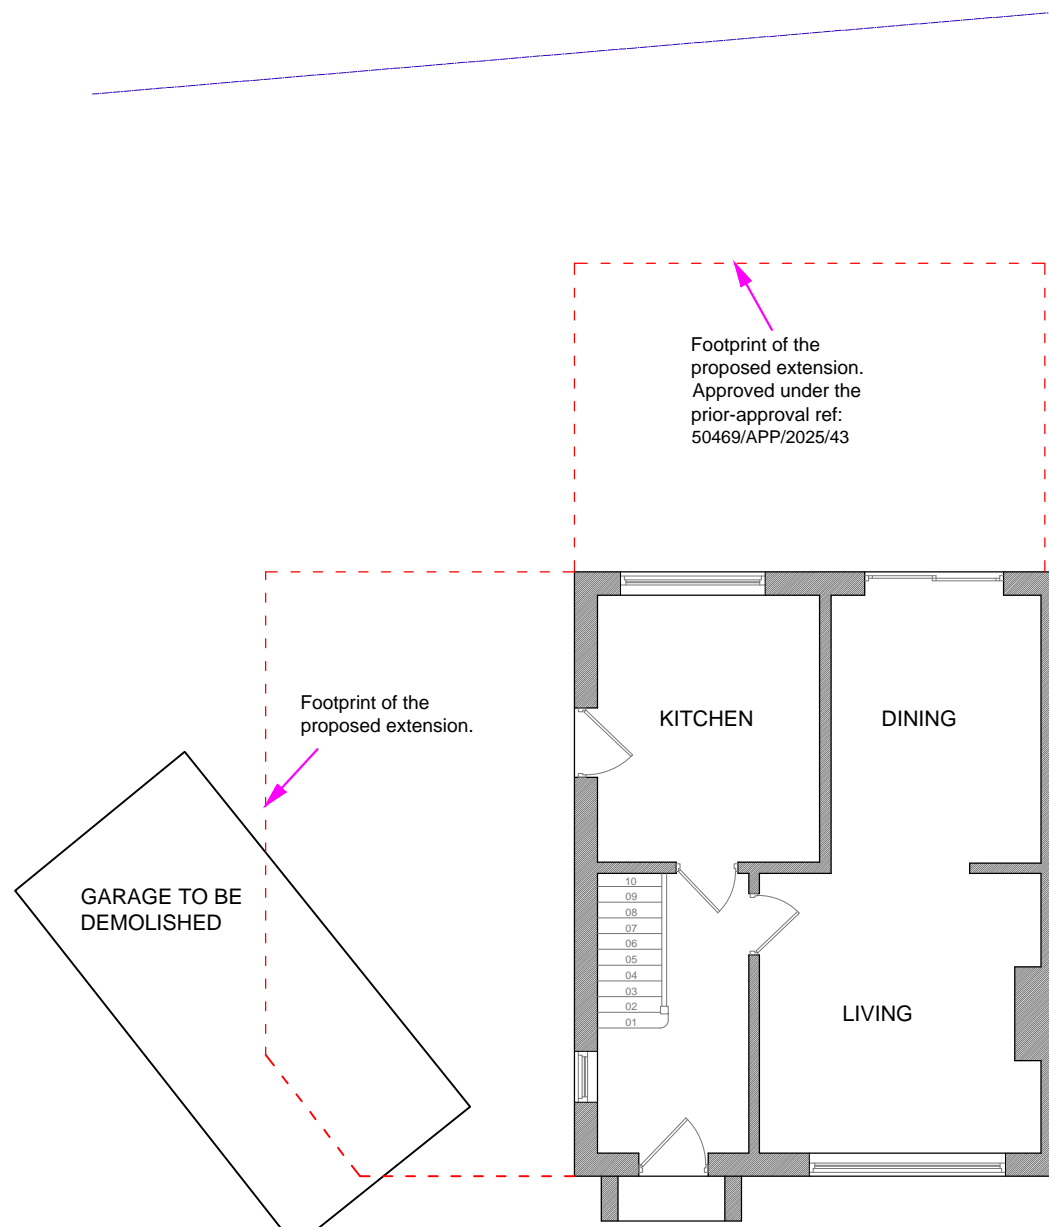 Footprint of the
proposed extension.
Approved under the
prior-approval ref:
50469/APP/2025/43
Footprint of the
proposed extension.
KITCHEN
DINING
GARAGE TO BE
DEMOLISHED
10
09
08
07
06
05
04
03
02
01
LIVING